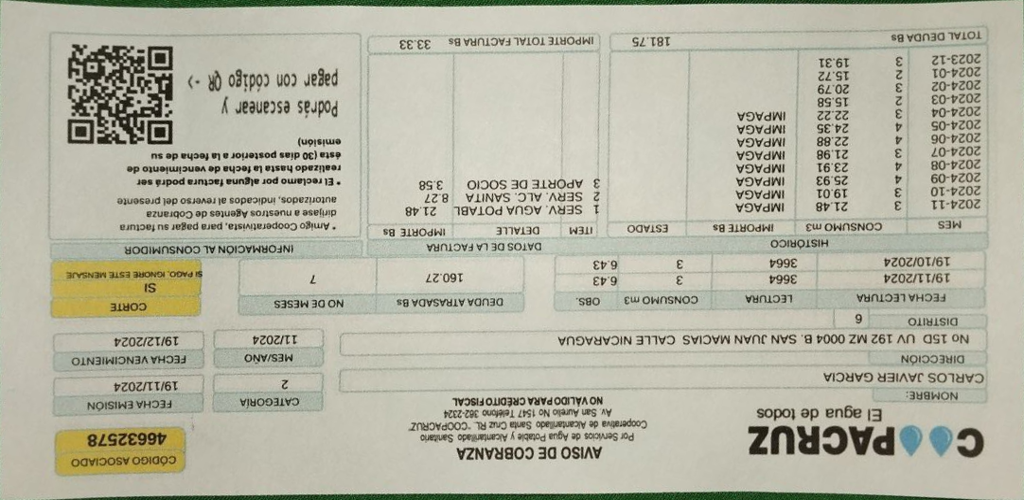 COOPACRUZ
El agua de todos
AVISO DE COBRANZA
Por Servicios de Agua Potable y Alcantarillado Sanitario
Cooperativa de Alcantarillado Santa Cruz "COOPACRUZ" RL
Av. San Aurelio No 1547 Teléfono 362-2324
NO VÁLIDO PARA CRÉDITO FISCAL
CÓDIGO ASOCIADO
46632578
NOMBRE:
CARLOS JAVIER GARCIA
CATEGORÍA
2
FECHA EMISIÓN
19/11/2024
DIRECCIÓN
No 15D UV 192 MZ 0004 B. SAN JUAN MACIAS CALLE NICARAGUA
MES/AÑO
11/2024
FECHA VENCIMIENTO
19/12/2024
DISTRITO 6
FECHA LECTURA LECTURA CONSUMO m3 OBS.
19/11/2024 3664 3 6.43
19/10/2024 3664 3 6.43
DEUDA ATRASADA Bs
160.27
NO DE MESES
7
CORTE
SI
SI PAGO, IGNORE ESTE MENSAJE
HISTÓRICO
MES CONSUMO m3 IMPORTE Bs ESTADO
2024-11 3 21.48 IMPAGA
2024-10 3 19.01 IMPAGA
2024-09 4 25.93 IMPAGA
2024-08 4 23.91 IMPAGA
2024-07 3 21.98 IMPAGA
2024-06 4 22.88 IMPAGA
2024-05 4 24.35 IMPAGA
2024-04 3 22.22 IMPAGA
2024-03 2 15.58
2024-02 3 20.79
2024-01 2 15.72
2023-12 3 19.31
TOTAL DEUDA Bs 181.75
DATOS DE LA FACTURA
ITEM DETALLE IMPORTE Bs
1 SERV. AGUA POTABL 21.48
2 SERV. ALC. SANITA 8.27
3 APORTE DE SOCIO 3.58
IMPORTE TOTAL FACTURA Bs 33.33
INFORMACIÓN AL CONSUMIDOR
* Amigo Cooperativista, para pagar su factura
dirijase a nuestros Agentes de Cobranza
autorizados, indicados al reverso del presente
* El reclamo por alguna factura podrá ser
realizado hasta la fecha de vencimiento de
ésta (30 días posterior a la fecha de su
emisión)
Podrás escanear y
pagar con código QR ->